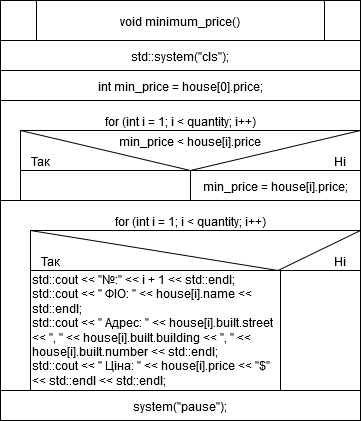 void minimum_price()
std::system("cls");
int min_price = house[0].price;
for (int i = 1; i < quantity; i++)
min_price < house[i].price
Так
Ні
min_price = house[i].price;
for (int i = 1; i < quantity; i++)
Так
Ні
std::cout << "№:" << i + 1 << std::endl;
std::cout << " ФІО: " << house[i].name <<
std::endl;
std::cout << " Адрес: " << house[i].built.street
<< ", " << house[i].built.building << ", " <<
house[i].built.number << std::endl;
std::cout << " Ціна: " << house[i].price << "$"
<< std::endl << std::endl;
system("pause");